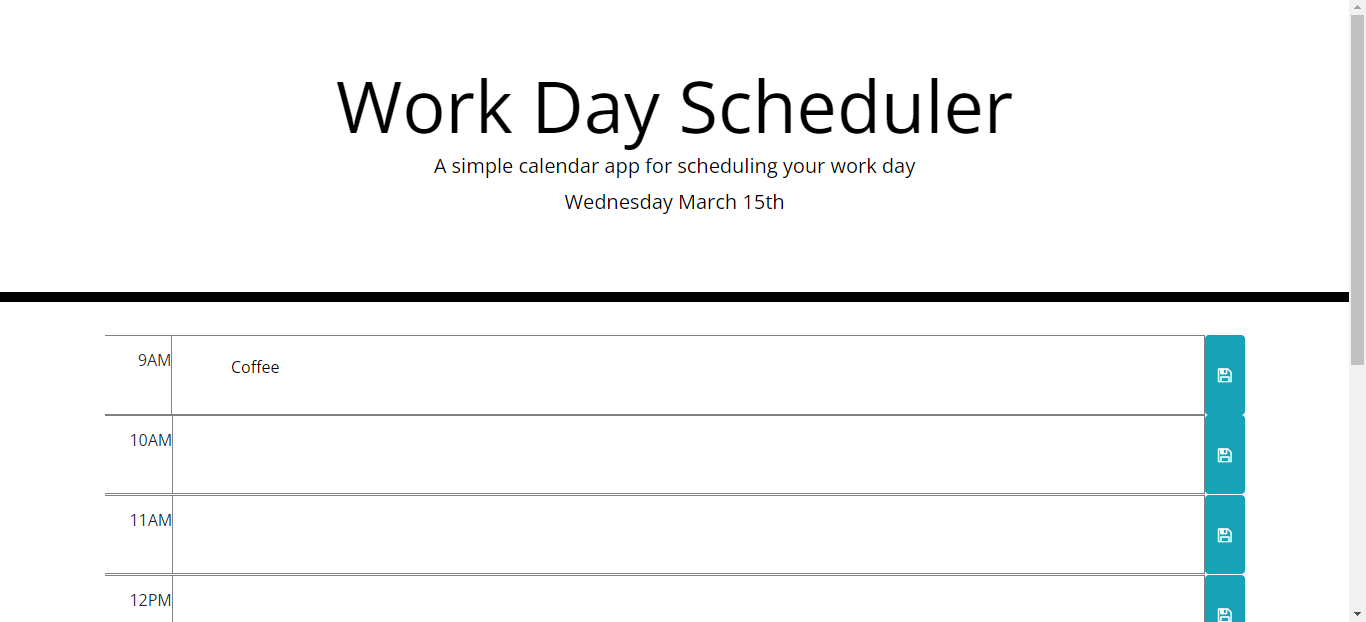 Work Day Scheduler
A simple calendar app for scheduling your work day
Wednesday March 15th
9AM
Coffee
10AM
11AM
12PM